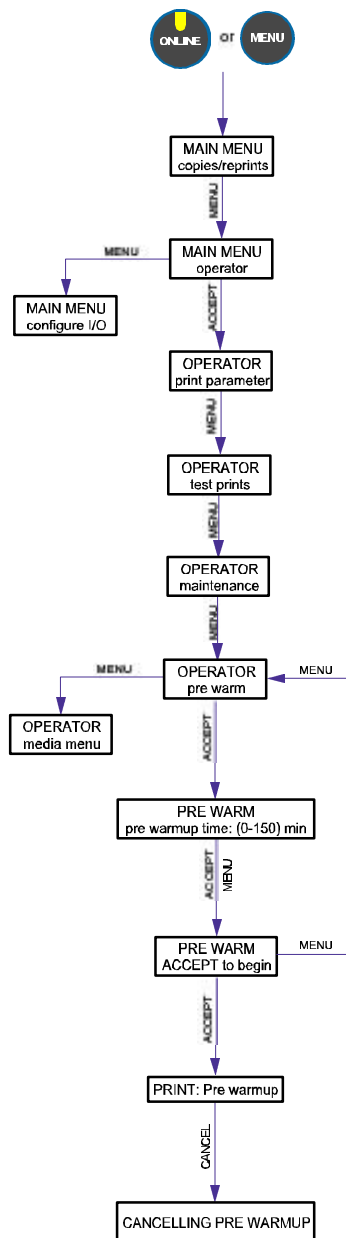 ONLINE or MENU
MAIN MENU
copies/reprints
MENU
MENU
MAIN MENU
operator
MAIN MENU
configure I/O
ACCEPT
OPERATOR
print parameter
MENU
OPERATOR
test prints
MENU
OPERATOR
maintenance
MENU
MENU
OPERATOR
pre warm
MENU
OPERATOR
media menu
ACCEPT
PRE WARM
pre warmup time: (0-150) min
ACCEPT
MENU
PRE WARM
ACCEPT to begin
MENU
ACCEPT
PRINT: Pre warmup
CANCEL
CANCELLING PRE WARMUP